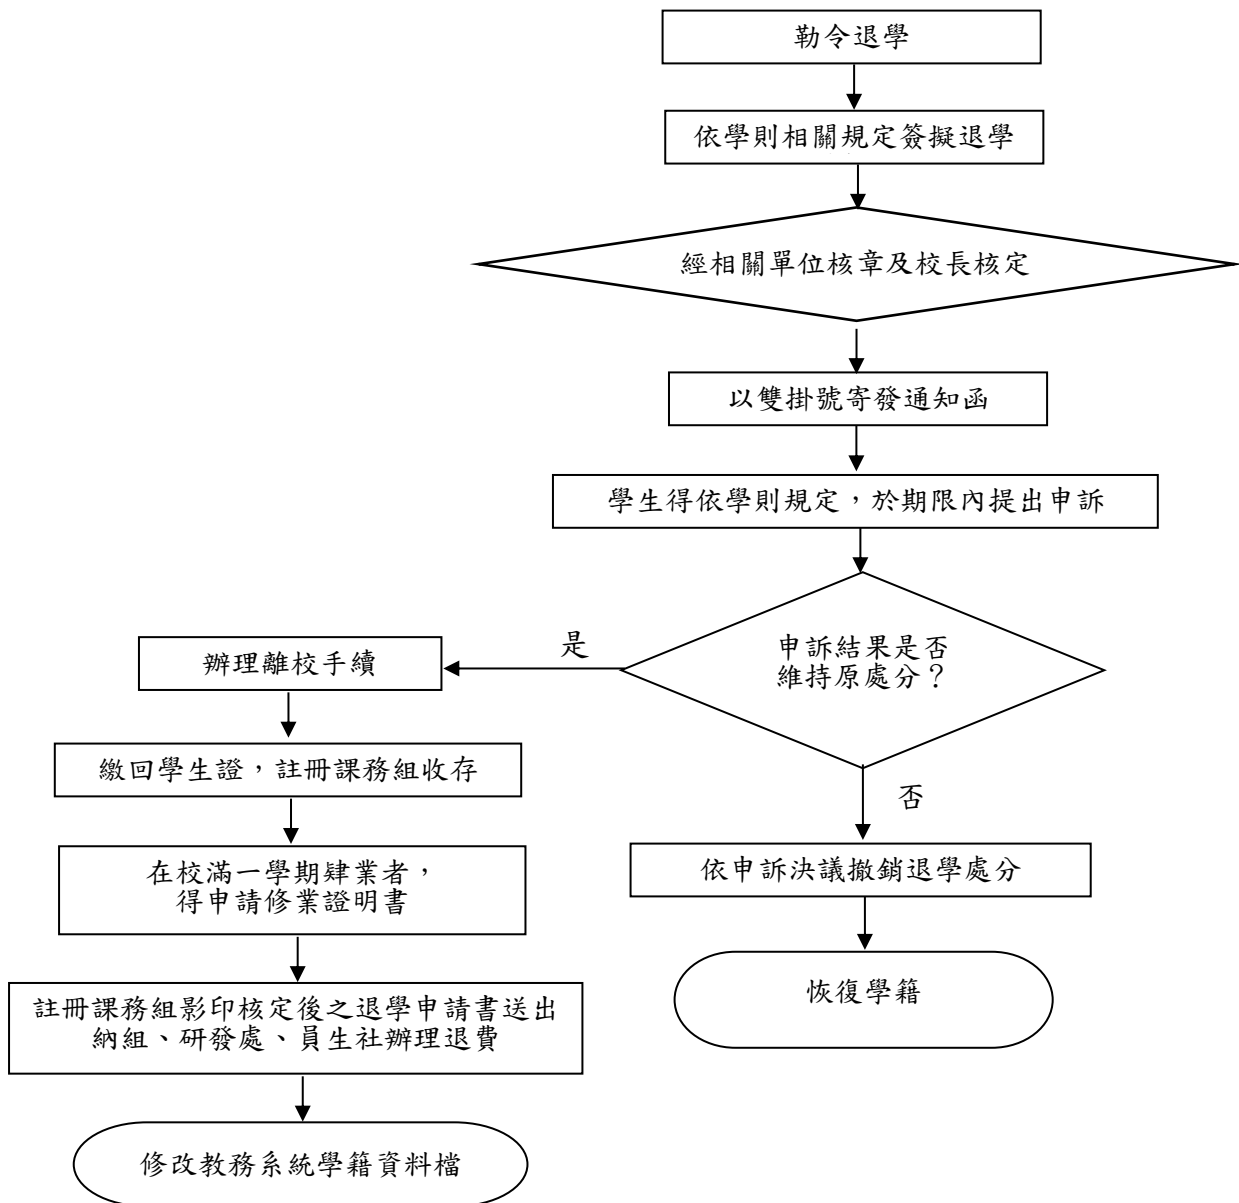 勒令退學
依學則相關規定簽擬退學
經相關單位核章及校長核定
以雙掛號寄發通知函
學生得依學則規定，於期限內提出申訴
申訴結果是否
維持原處分？
是
辦理離校手續
繳回學生證，註冊課務組收存
在校滿一學期肄業者，
得申請修業證明書
註冊課務組影印核定後之退學申請書送出
納組、研發處、員生社辦理退費
修改教務系統學籍資料檔
否
依申訴決議撤銷退學處分
恢復學籍